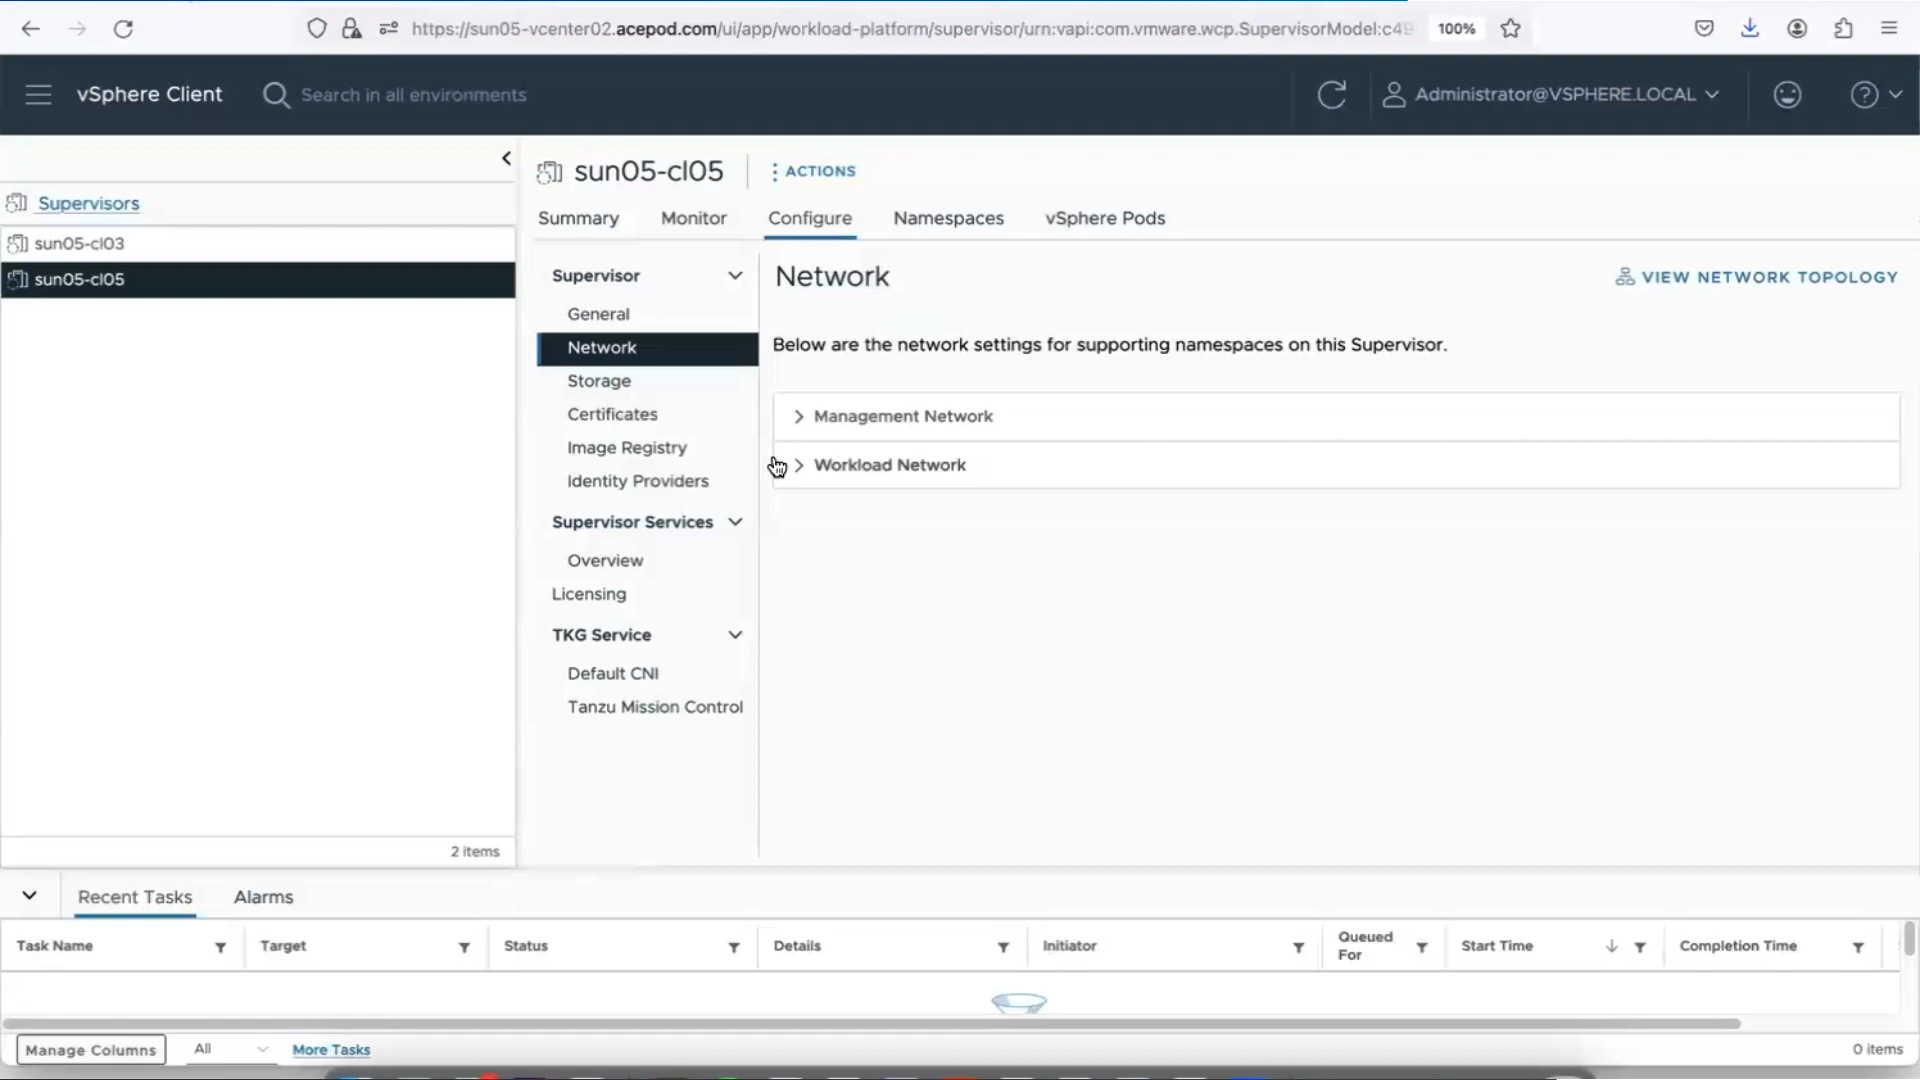 https://sun05-vcenter02.acepod.com/ui/app/workload-platform/supervisor/urn:vapi:com.vmware.wcp.SupervisorModel:c49
100%
vSphere Client
Search in all environments
Administrator@VSPHERE.LOCAL
Supervisors
sun05-cl03
sun05-cl05
2 items
sun05-cl05
ACTIONS
Summary
Monitor
Configure
Namespaces
vSphere Pods
Supervisor
General
Network
Storage
Certificates
Image Registry
Identity Providers
Supervisor Services
Overview
Licensing
TKG Service
Default CNI
Tanzu Mission Control
Network
VIEW NETWORK TOPOLOGY
Below are the network settings for supporting namespaces on this Supervisor.
Management Network
Workload Network
Recent Tasks
Alarms
Task Name
Target
Status
Details
Initiator
Queued
For
Start Time
Completion Time
Manage Columns
All
More Tasks
0 items